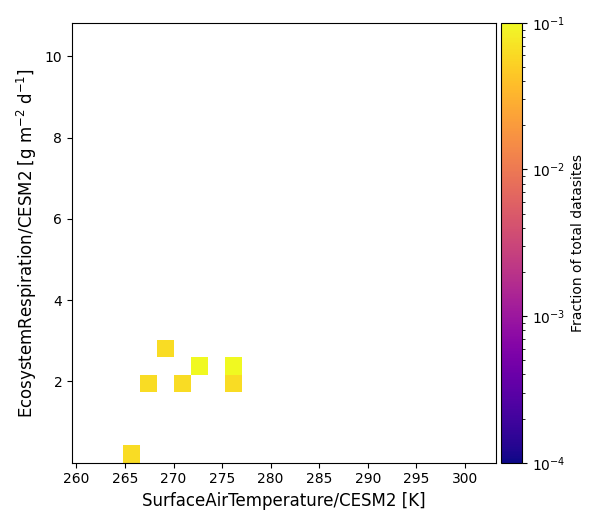 10
8
6
4
2
260 265 270 275 280 285 290 295 300
SurfaceAirTemperature/CESM2 [K]
EcosystemRespiration/CESM2 [g m⁻² d⁻¹]
10⁻¹
10⁻²
10⁻³
10⁻⁴
Fraction of total datasites